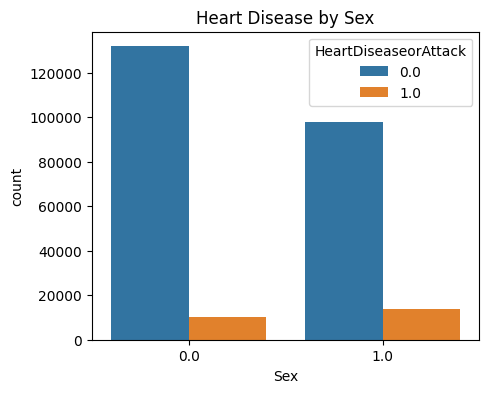 Heart Disease by Sex
HeartDiseaseorAttack
0.0
1.0
120000
100000
80000
60000
40000
20000
0
count
0.0 1.0
Sex